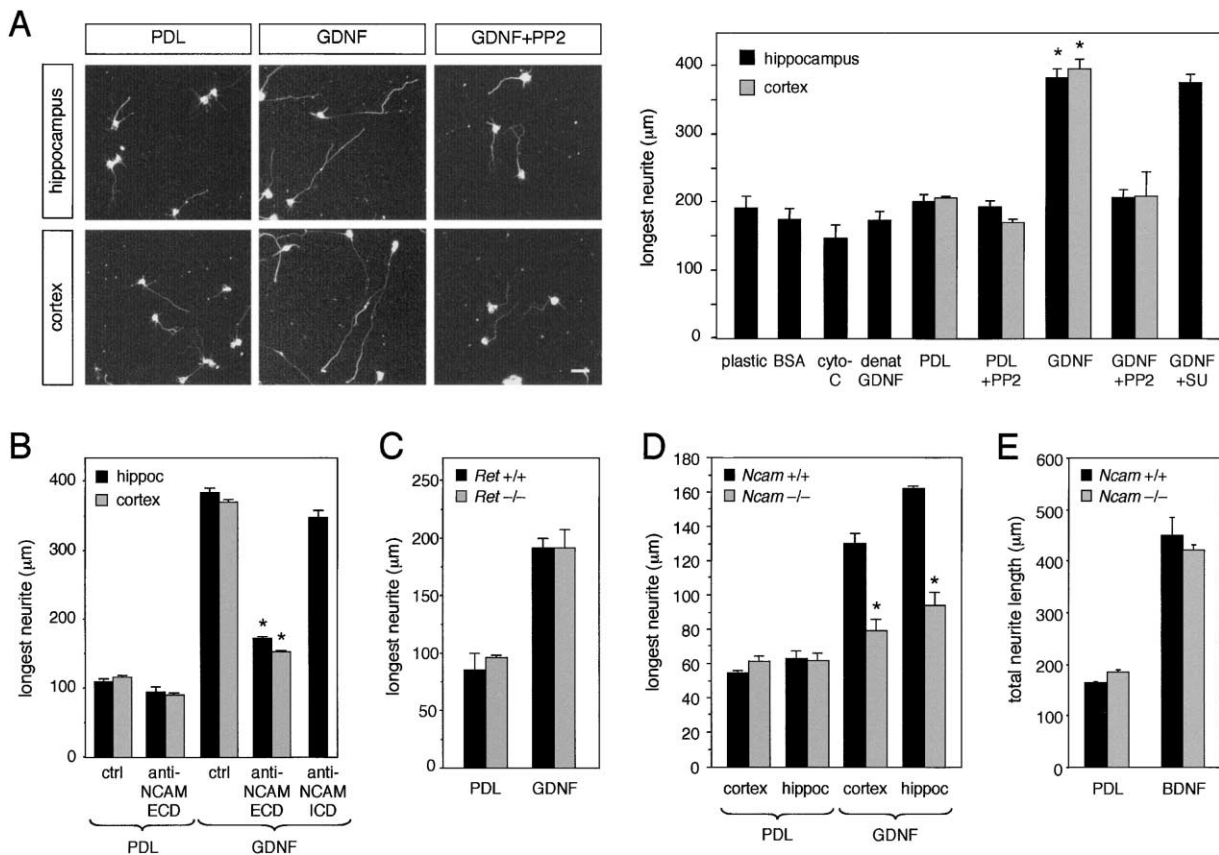 A
PDL
GDNF
GDNF+PP2
hippocampus
cortex
longest neurite (μm)
400
300
200
100
0
hippocampus
cortex
* *
plastic
BSA
cyto-
C
denat
GDNF
PDL
PDL
+PP2
GDNF
GDNF
+PP2
GDNF
+SU
B
longest neurite (μm)
400
300
200
100
0
hippoc
cortex
* *
ctrl
anti-
NCAM
ECD
ctrl
anti-
NCAM
ECD
anti-
NCAM
ICD
PDL
GDNF
C
longest neurite (μm)
250
200
150
100
50
0
Ret +/+
Ret –/–
PDL
GDNF
D
longest neurite (μm)
180
160
140
120
100
80
60
40
20
0
Ncam +/+
Ncam –/–
*
*
cortex
hippoc
cortex
hippoc
PDL
GDNF
E
total neurite length (μm)
600
500
400
300
200
100
0
Ncam +/+
Ncam –/–
PDL
BDNF